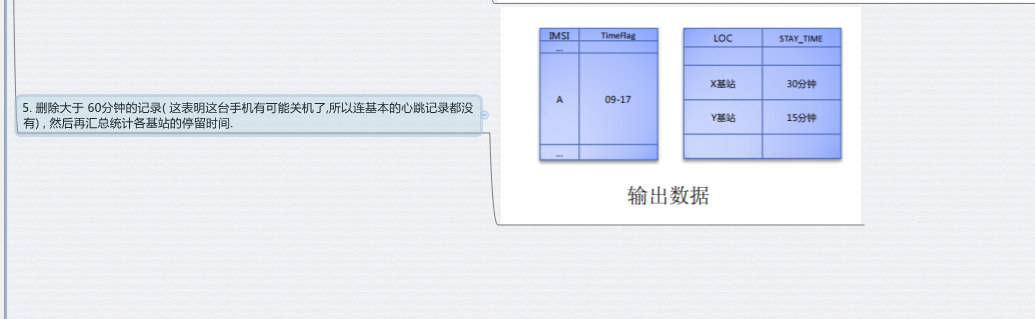 5. 删除大于 60分钟的记录( 这表明这台手机有可能关机了,所以连基本的心跳记录都没
有) , 然后再汇总统计各基站的停留时间.
IMSI TimeFlag
...
A 09-17
...
LOC STAY_TIME
X基站 30分钟
Y基站 15分钟
输出数据